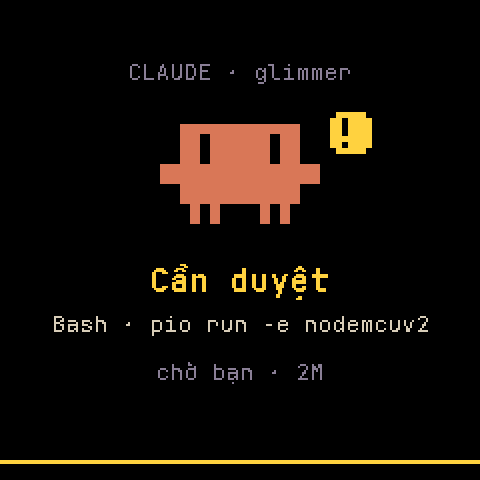 CLAUDE · glimmer
!
Cần duyệt
Bash · pio run -e nodemcuv2
chờ bạn · 2M